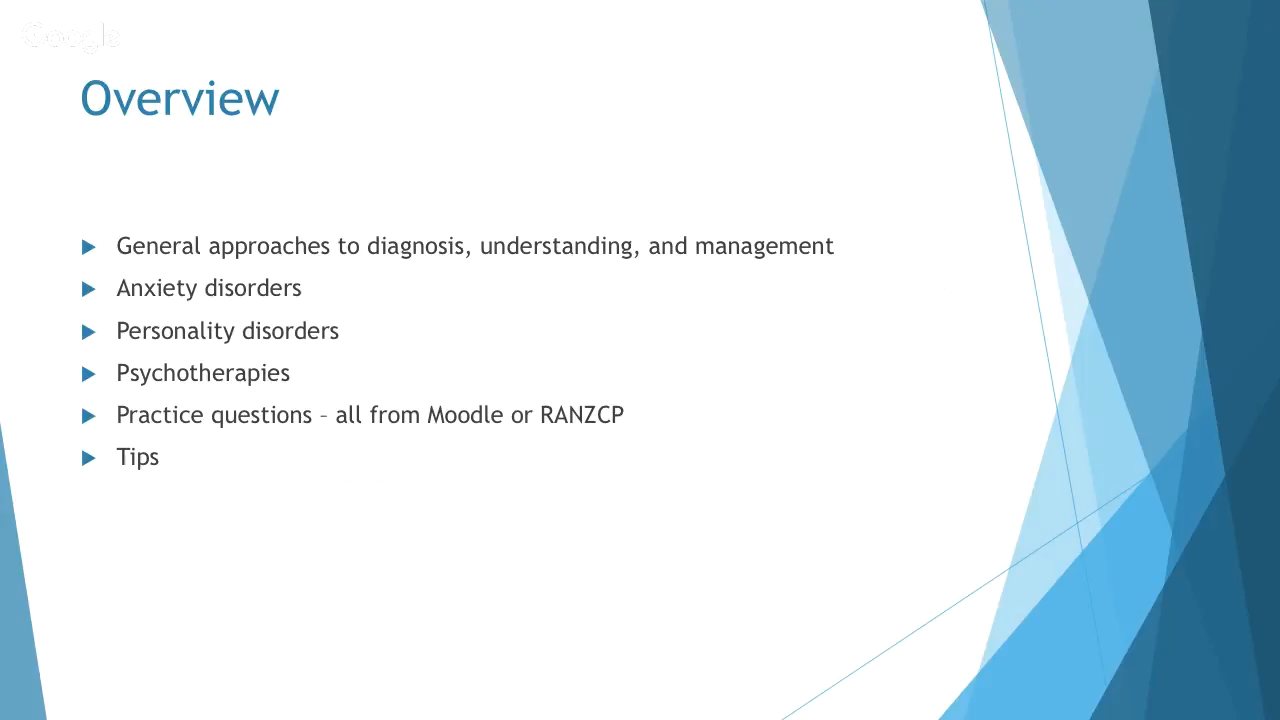 Google
Overview
General approaches to diagnosis, understanding, and management
Anxiety disorders
Personality disorders
Psychotherapies
Practice questions – all from Moodle or RANZCP
Tips